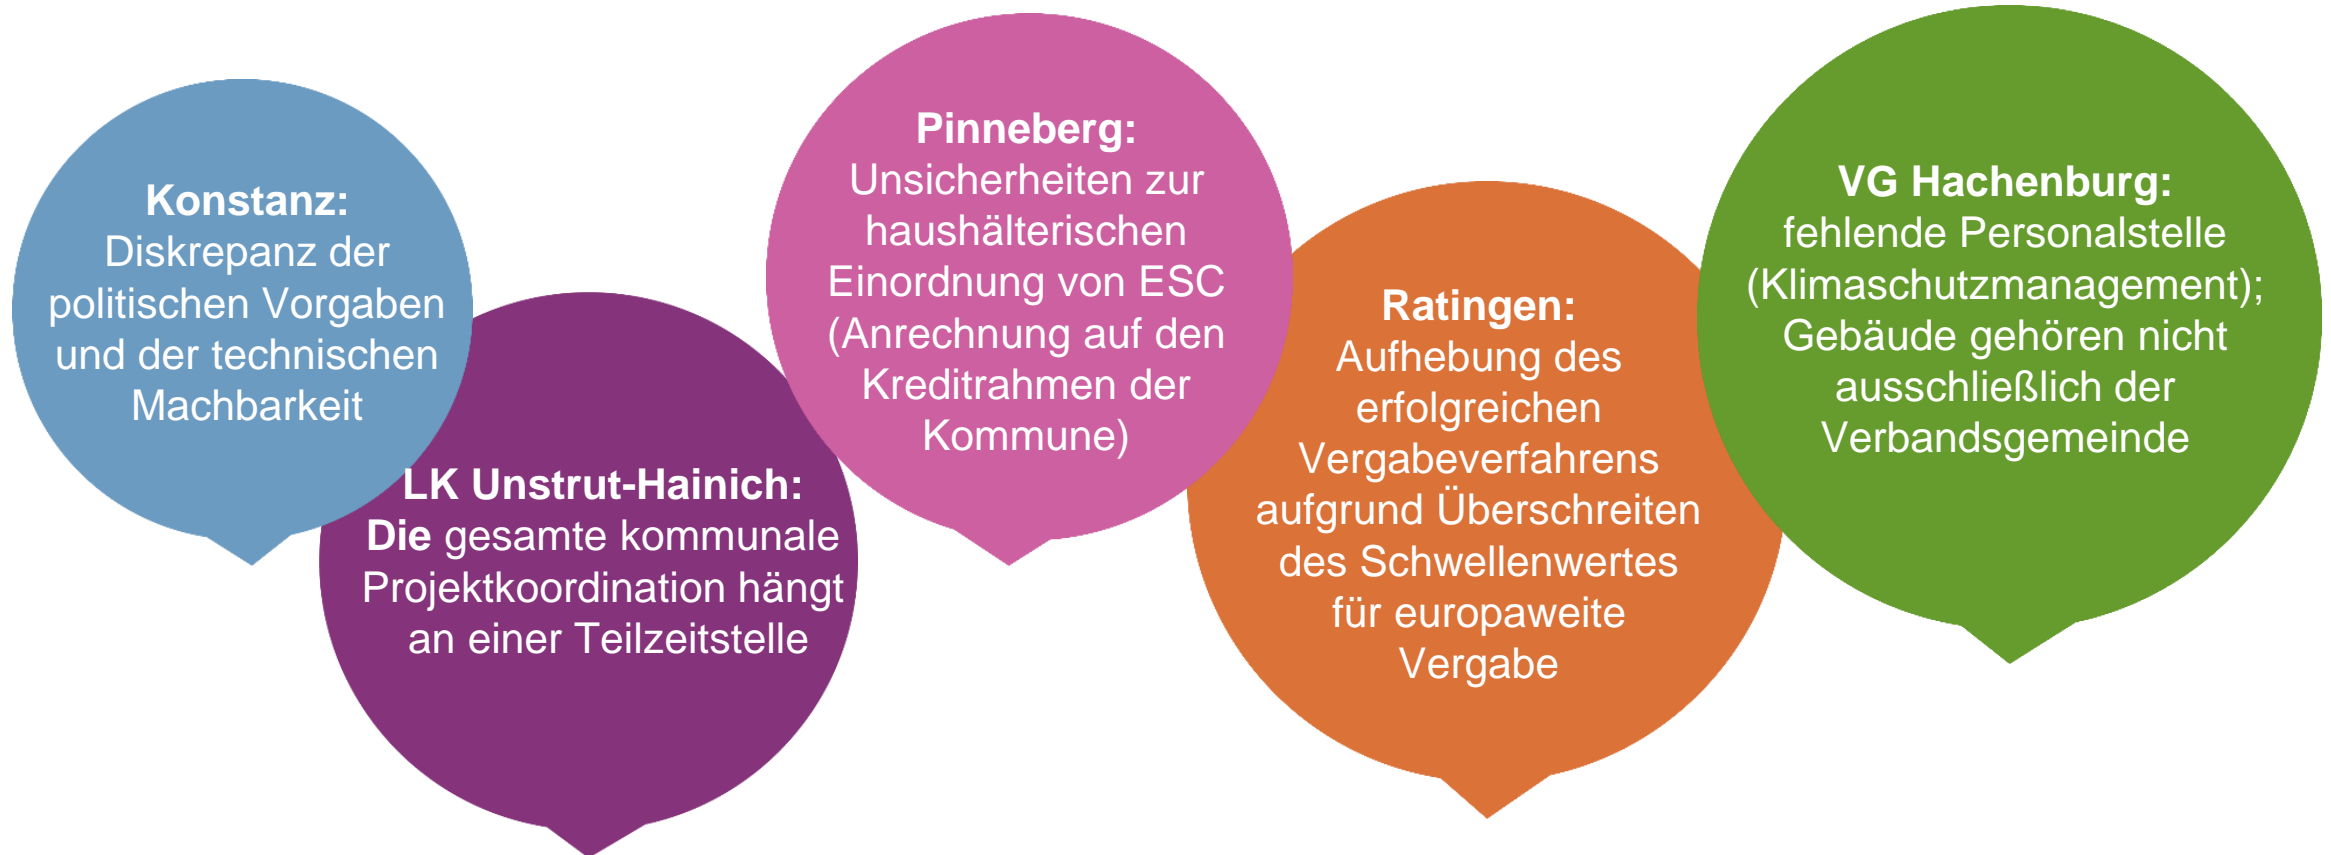 Konstanz:
Diskrepanz der
politischen Vorgaben
und der technischen
Machbarkeit
LK Unstrut-Hainich:
Die gesamte kommunale
Projektkoordination hängt
an einer Teilzeitstelle
Pinneberg:
Unsicherheiten zur
haushälterischen
Einordnung von ESC
(Anrechnung auf den
Kreditrahmen der
Kommune)
Ratingen:
Aufhebung des
erfolgreichen
Vergabeverfahrens
aufgrund Überschreiten
des Schwellenwertes
für europaweite
Vergabe
VG Hachenburg:
fehlende Personalstelle
(Klimaschutzmanagement);
Gebäude gehören nicht
ausschließlich der
Verbandsgemeinde